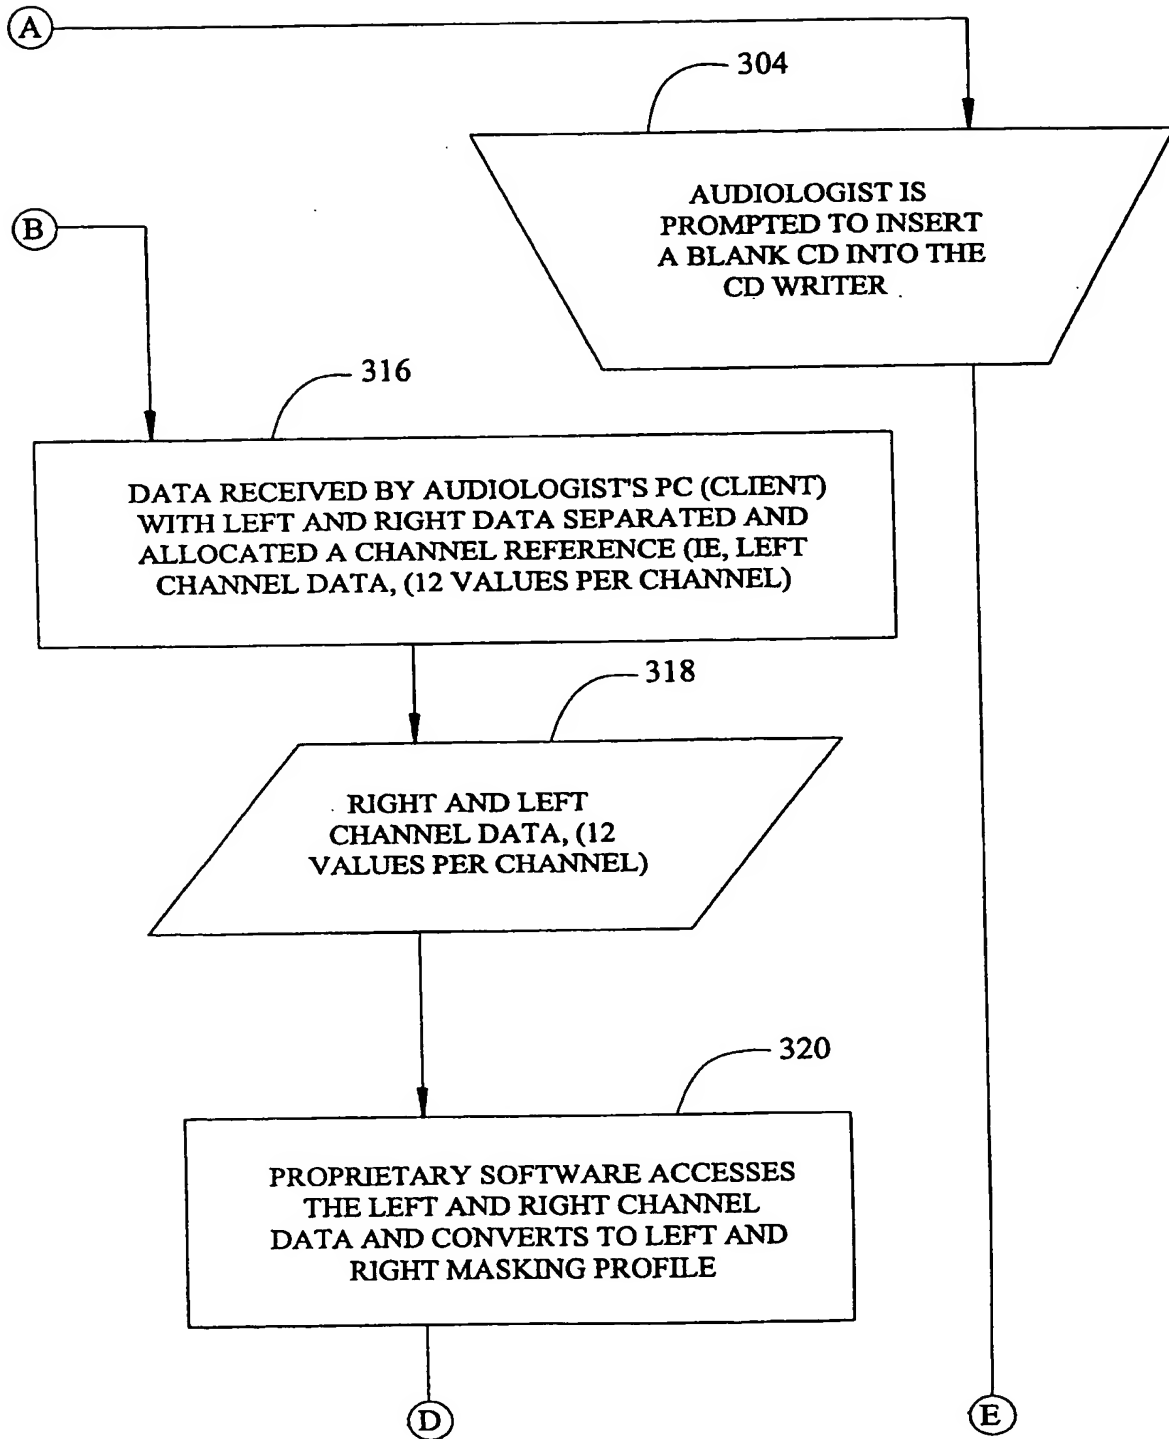 A
304
AUDIOLOGIST IS
PROMPTED TO INSERT
A BLANK CD INTO THE
CD WRITER
B
316
DATA RECEIVED BY AUDIOLOGIST'S PC (CLIENT)
WITH LEFT AND RIGHT DATA SEPARATED AND
ALLOCATED A CHANNEL REFERENCE (IE, LEFT
CHANNEL DATA, (12 VALUES PER CHANNEL)
318
RIGHT AND LEFT
CHANNEL DATA, (12
VALUES PER CHANNEL)
320
PROPRIETARY SOFTWARE ACCESSES
THE LEFT AND RIGHT CHANNEL
DATA AND CONVERTS TO LEFT AND
RIGHT MASKING PROFILE
D
E